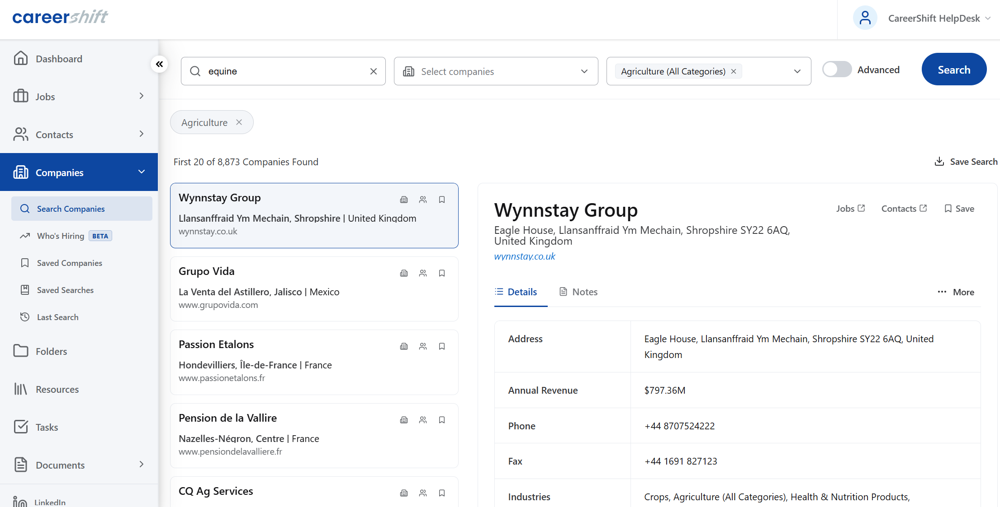 careershift
CareerShift HelpDesk
Dashboard
Jobs
Contacts
Companies
Search Companies
Who's Hiring BETA
Saved Companies
Saved Searches
Last Search
Folders
Resources
Tasks
Documents
LinkedIn
equine
Select companies
Agriculture (All Categories)
Advanced
Search
Agriculture
First 20 of 8,873 Companies Found
Save Search
Wynnstay Group
Llansanffraid Ym Mechain, Shropshire | United Kingdom
wynnstay.co.uk
Grupo Vida
La Venta del Astillero, Jalisco | Mexico
www.grupovida.com
Passion Etalons
Hondevilliers, Île-de-France | France
www.passionetalons.fr
Pension de la Vallire
Nazelles-Négron, Centre | France
www.pensiondelavalliere.fr
CQ Ag Services
Wynnstay Group
Jobs
Contacts
Save
Eagle House, Llansanffraid Ym Mechain, Shropshire SY22 6AQ,
United Kingdom
wynnstay.co.uk
Details
Notes
More
Address
Eagle House, Llansanffraid Ym Mechain, Shropshire SY22 6AQ, United
Kingdom
Annual Revenue
$797.36M
Phone
+44 8707524222
Fax
+44 1691 827123
Industries
Crops, Agriculture (All Categories), Health & Nutrition Products,